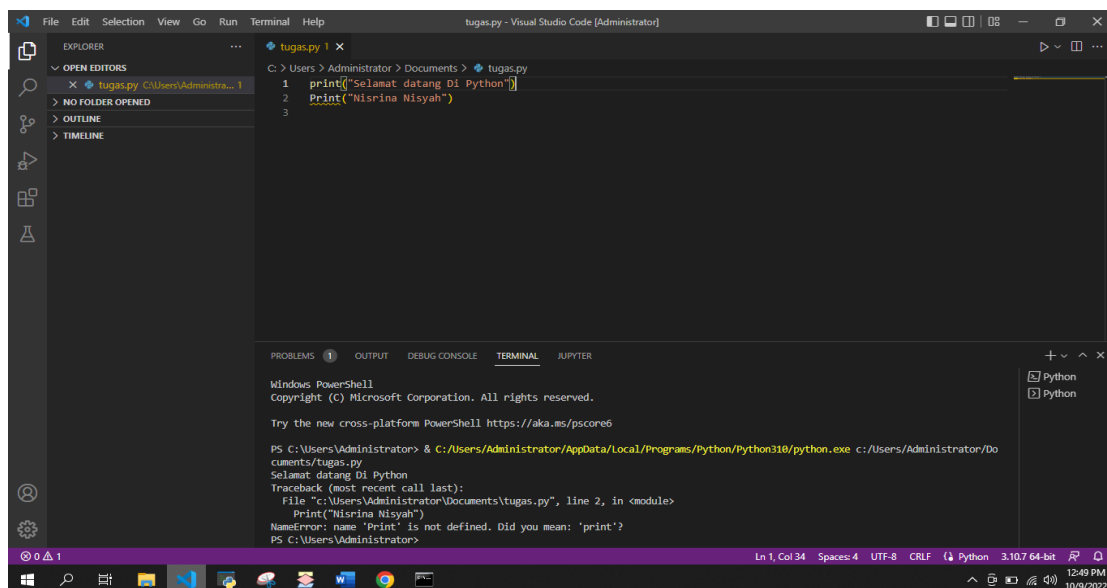 File Edit Selection View Go Run Terminal Help
tugas.py - Visual Studio Code [Administrator]
EXPLORER
tugas.py 1
OPEN EDITORS
tugas.py C:\Users\Administra... 1
NO FOLDER OPENED
OUTLINE
TIMELINE
C: > Users > Administrator > Documents > tugas.py
1 print("Selamat datang Di Python")
2 Print("Nisrina Nisyah")
3
PROBLEMS 1 OUTPUT DEBUG CONSOLE TERMINAL JUPYTER
Python
Python
Windows PowerShell
Copyright (C) Microsoft Corporation. All rights reserved.
Try the new cross-platform PowerShell https://aka.ms/pscore6
PS C:\Users\Administrator> & C:/Users/Administrator/AppData/Local/Programs/Python/Python310/python.exe c:/Users/Administrator/Do
cuments/tugas.py
Selamat datang Di Python
Traceback (most recent call last):
  File "c:\Users\Administrator\Documents\tugas.py", line 2, in <module>
    Print("Nisrina Nisyah")
NameError: name 'Print' is not defined. Did you mean: 'print'?
PS C:\Users\Administrator>
0 1
Ln 1, Col 34 Spaces: 4 UTF-8 CRLF Python 3.10.7 64-bit
12:49 PM
10/9/2022